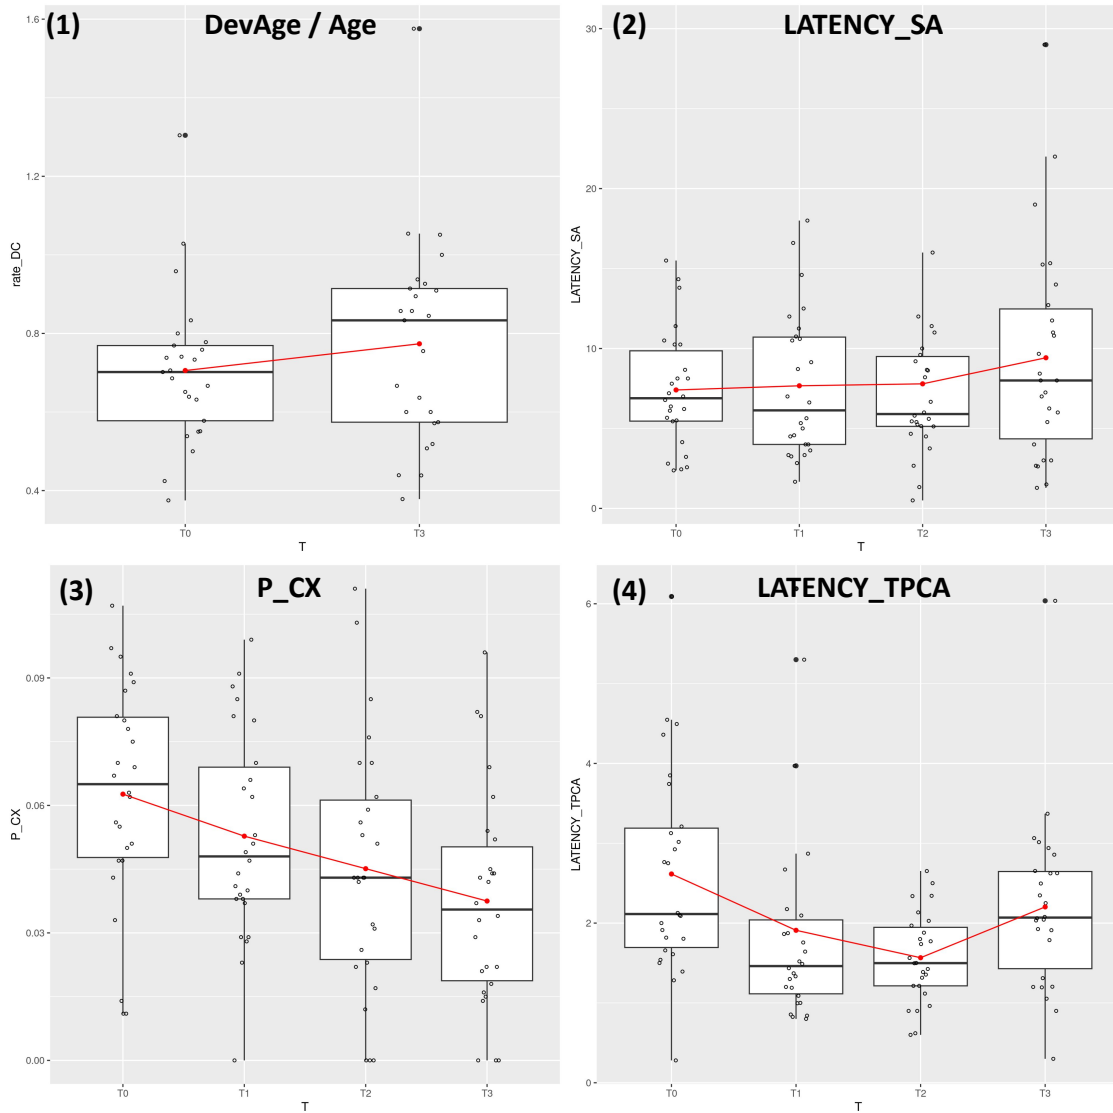 (1) DevAge / Age
1.6
1.2
0.8
0.4
rate_DC
T0 T3
T
(2) LATENCY_SA
30
20
10
0
LATENCY_SA
T0 T1 T2 T3
T
(3) P_CX
0.09
0.06
0.03
0.00
P_CX
T0 T1 T2 T3
T
(4) LATENCY_TPCA
6
4
2
0
LATENCY_TPCA
T0 T1 T2 T3
T